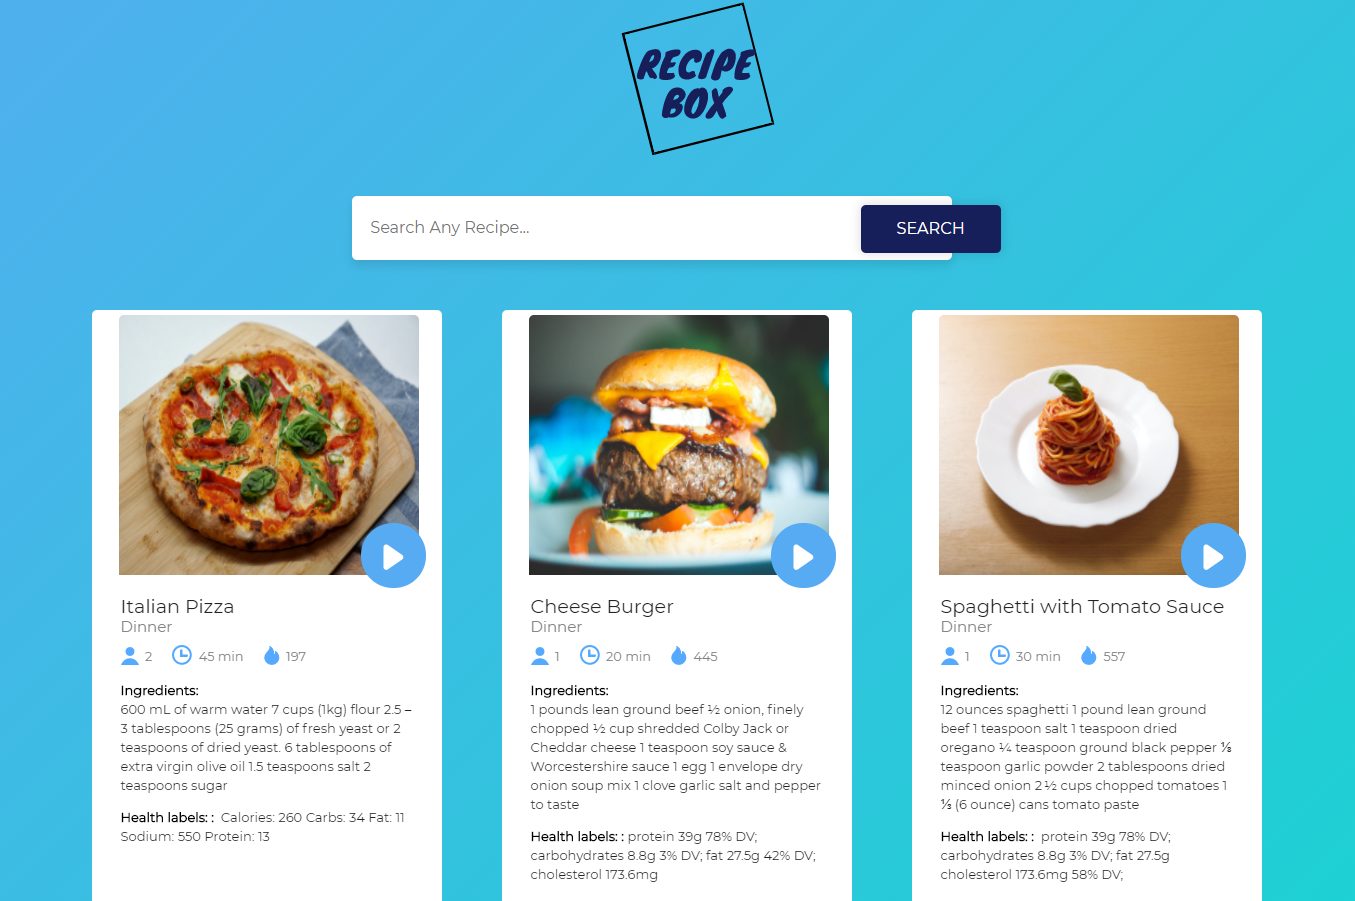 RECIPE
BOX
Search Any Recipe...
SEARCH
Italian Pizza
Dinner
2 45 min 197
Ingredients:
600 mL of warm water 7 cups (1kg) flour 2.5 –
3 tablespoons (25 grams) of fresh yeast or 2
teaspoons of dried yeast. 6 tablespoons of
extra virgin olive oil 1.5 teaspoons salt 2
teaspoons sugar
Health labels: : Calories: 260 Carbs: 34 Fat: 11
Sodium: 550 Protein: 13
Cheese Burger
Dinner
1 20 min 445
Ingredients:
1 pounds lean ground beef ½ onion, finely
chopped ½ cup shredded Colby Jack or
Cheddar cheese 1 teaspoon soy sauce &
Worcestershire sauce 1 egg 1 envelope dry
onion soup mix 1 clove garlic salt and pepper
to taste
Health labels: : protein 39g 78% DV;
carbohydrates 8.8g 3% DV; fat 27.5g 42% DV;
cholesterol 173.6mg
Spaghetti with Tomato Sauce
Dinner
1 30 min 557
Ingredients:
12 ounces spaghetti 1 pound lean ground
beef 1 teaspoon salt 1 teaspoon dried
oregano ¼ teaspoon ground black pepper ⅛
teaspoon garlic powder 2 tablespoons dried
minced onion 2 ½ cups chopped tomatoes 1
⅓ (6 ounce) cans tomato paste
Health labels: : protein 39g 78% DV;
carbohydrates 8.8g 3% DV; fat 27.5g
cholesterol 173.6mg 58% DV;